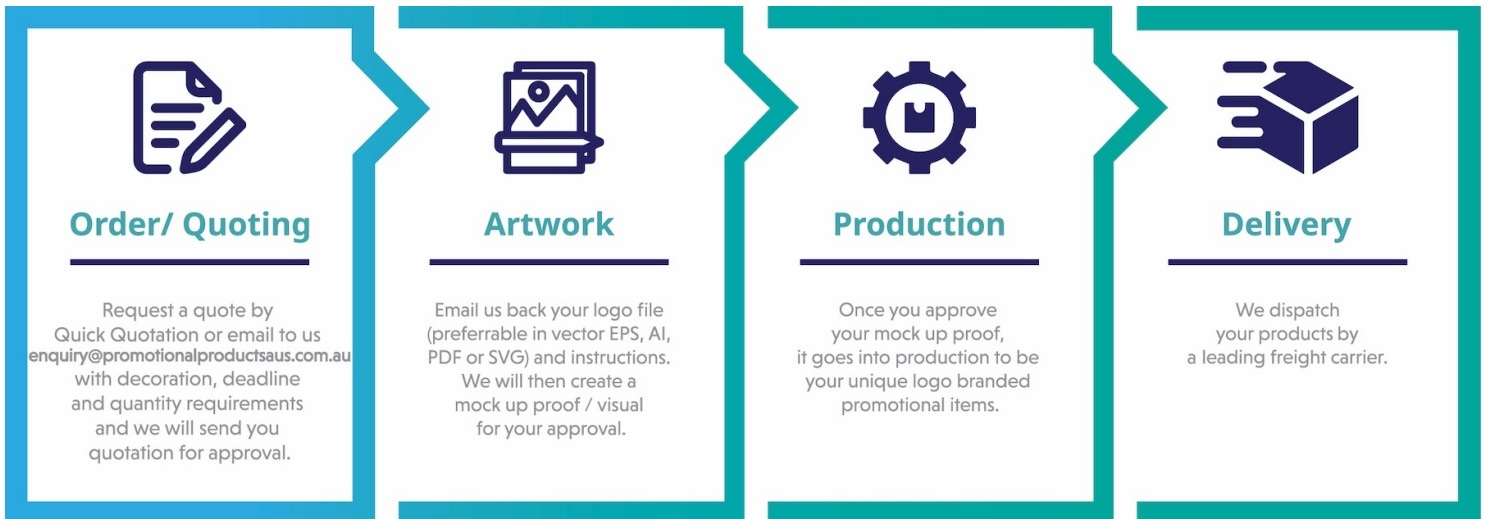 Order/ Quoting
Request a quote by
Quick Quotation or email to us
enquiry@promotionalproductsaus.com.au
with decoration, deadline
and quantity requirements
and we will send you
quotation for approval.
Artwork
Email us back your logo file
(preferrable in vector EPS, AI,
PDF or SVG) and instructions.
We will then create a
mock up proof / visual
for your approval.
Production
Once you approve
your mock up proof,
it goes into production to be
your unique logo branded
promotional items.
Delivery
We dispatch
your products by
a leading freight carrier.